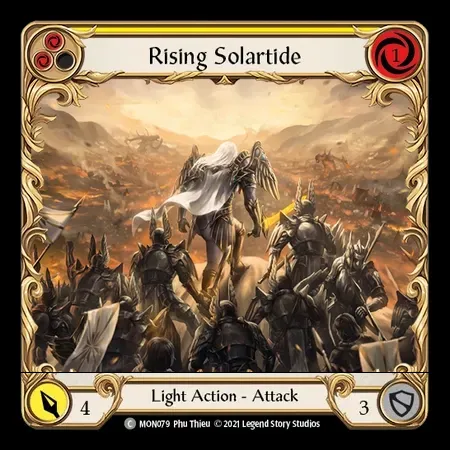 Rising Solartide
1
4
Light Action - Attack
3
C MON079 Phu Thieu © 2021 Legend Story Studios